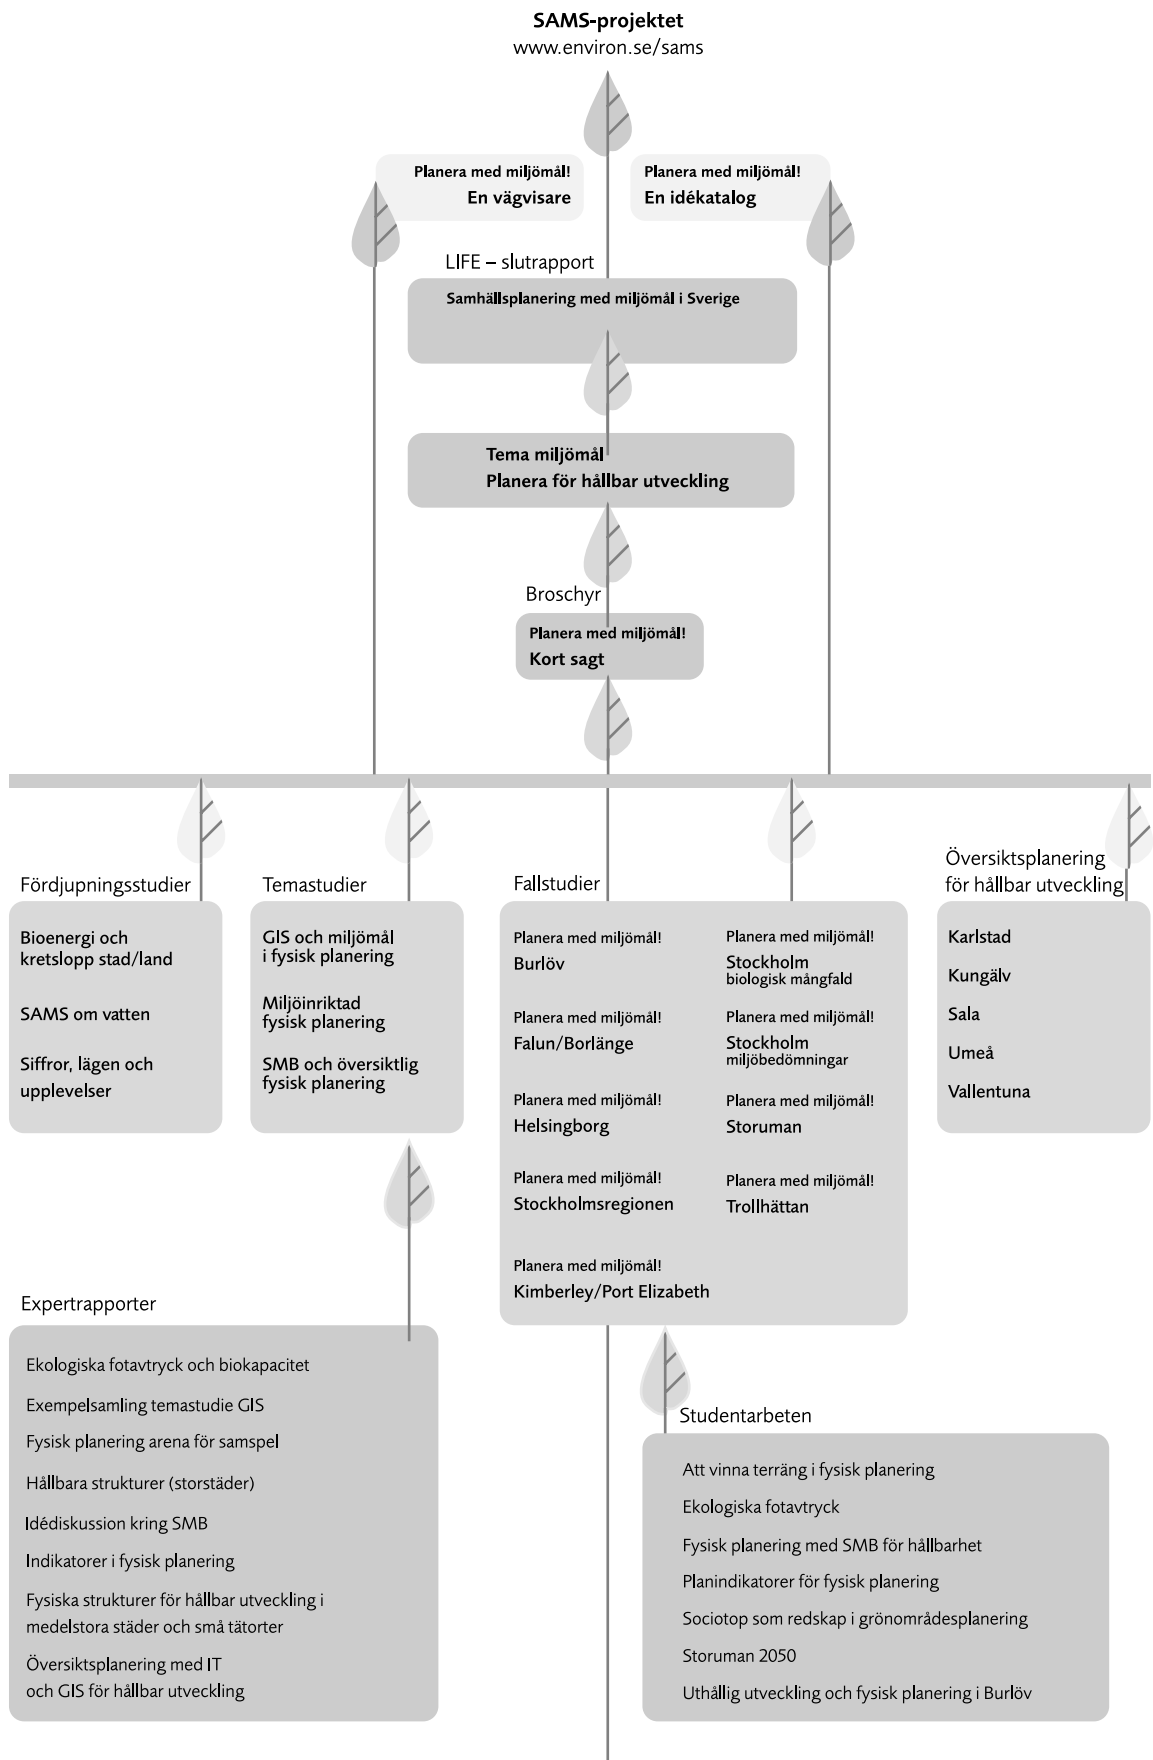 SAMS-projektet
www.environ.se/sams
Planera med miljömål!
En vägvisare
Planera med miljömål!
En idékatalog
LIFE – slutrapport
Samhällsplanering med miljömål i Sverige
Tema miljömål
Planera för hållbar utveckling
Broschyr
Planera med miljömål!
Kort sagt
Fördjupningsstudier
Bioenergi och
kretslopp stad/land
SAMS om vatten
Siffror, lägen och
upplevelser
Temastudier
GIS och miljömål
i fysisk planering
Miljöinriktad
fysisk planering
SMB och översiktlig
fysisk planering
Fallstudier
Planera med miljömål!
Burlöv
Planera med miljömål!
Falun/Borlänge
Planera med miljömål!
Helsingborg
Planera med miljömål!
Stockholmsregionen
Planera med miljömål!
Kimberley/Port Elizabeth
Planera med miljömål!
Stockholm
biologisk mångfald
Planera med miljömål!
Stockholm
miljöbedömningar
Planera med miljömål!
Storuman
Planera med miljömål!
Trollhättan
Översiktsplanering
för hållbar utveckling
Karlstad
Kungälv
Sala
Umeå
Vallentuna
Expertrapporter
Ekologiska fotavtryck och biokapacitet
Exempelsamling temastudie GIS
Fysisk planering arena för samspel
Hållbara strukturer (storstäder)
Idédiskussion kring SMB
Indikatorer i fysisk planering
Fysiska strukturer för hållbar utveckling i
medelstora städer och små tätorter
Översiktsplanering med IT
och GIS för hållbar utveckling
Studentarbeten
Att vinna terräng i fysisk planering
Ekologiska fotavtryck
Fysisk planering med SMB för hållbarhet
Planindikatorer för fysisk planering
Sociotop som redskap i grönområdesplanering
Storuman 2050
Uthållig utveckling och fysisk planering i Burlöv